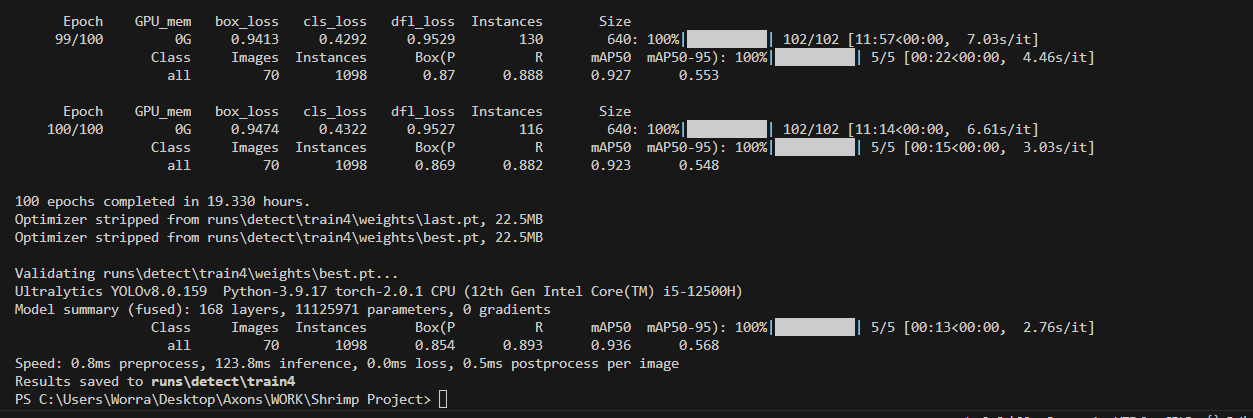 Epoch GPU_mem box_loss cls_loss dfl_loss Instances Size
99/100 0G 0.9413 0.4292 0.9529 130 640: 100%|██████████| 102/102 [11:57<00:00, 7.03s/it]
Class Images Instances Box(P R mAP50 mAP50-95): 100%|██████████| 5/5 [00:22<00:00, 4.46s/it]
all 70 1098 0.87 0.888 0.927 0.553
Epoch GPU_mem box_loss cls_loss dfl_loss Instances Size
100/100 0G 0.9474 0.4322 0.9527 116 640: 100%|██████████| 102/102 [11:14<00:00, 6.61s/it]
Class Images Instances Box(P R mAP50 mAP50-95): 100%|██████████| 5/5 [00:15<00:00, 3.03s/it]
all 70 1098 0.869 0.882 0.923 0.548
100 epochs completed in 19.330 hours.
Optimizer stripped from runs\detect\train4\weights\last.pt, 22.5MB
Optimizer stripped from runs\detect\train4\weights\best.pt, 22.5MB
Validating runs\detect\train4\weights\best.pt...
Ultralytics YOLOv8.0.159 Python-3.9.17 torch-2.0.1 CPU (12th Gen Intel Core(TM) i5-12500H)
Model summary (fused): 168 layers, 11125971 parameters, 0 gradients
Class Images Instances Box(P R mAP50 mAP50-95): 100%|██████████| 5/5 [00:13<00:00, 2.76s/it]
all 70 1098 0.854 0.893 0.936 0.568
Speed: 0.8ms preprocess, 123.8ms inference, 0.0ms loss, 0.5ms postprocess per image
Results saved to runs\detect\train4
PS C:\Users\Worra\Desktop\Axons\WORK\Shrimp Project>